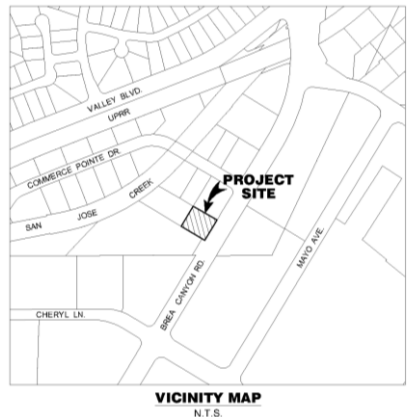 VALLEY BLVD.
UPRR
COMMERCE POINTE DR.
SAN JOSE CREEK
PROJECT
SITE
BREA CANYON RD.
MAYO AVE.
CHERYL LN.
VICINITY MAP
N.T.S.